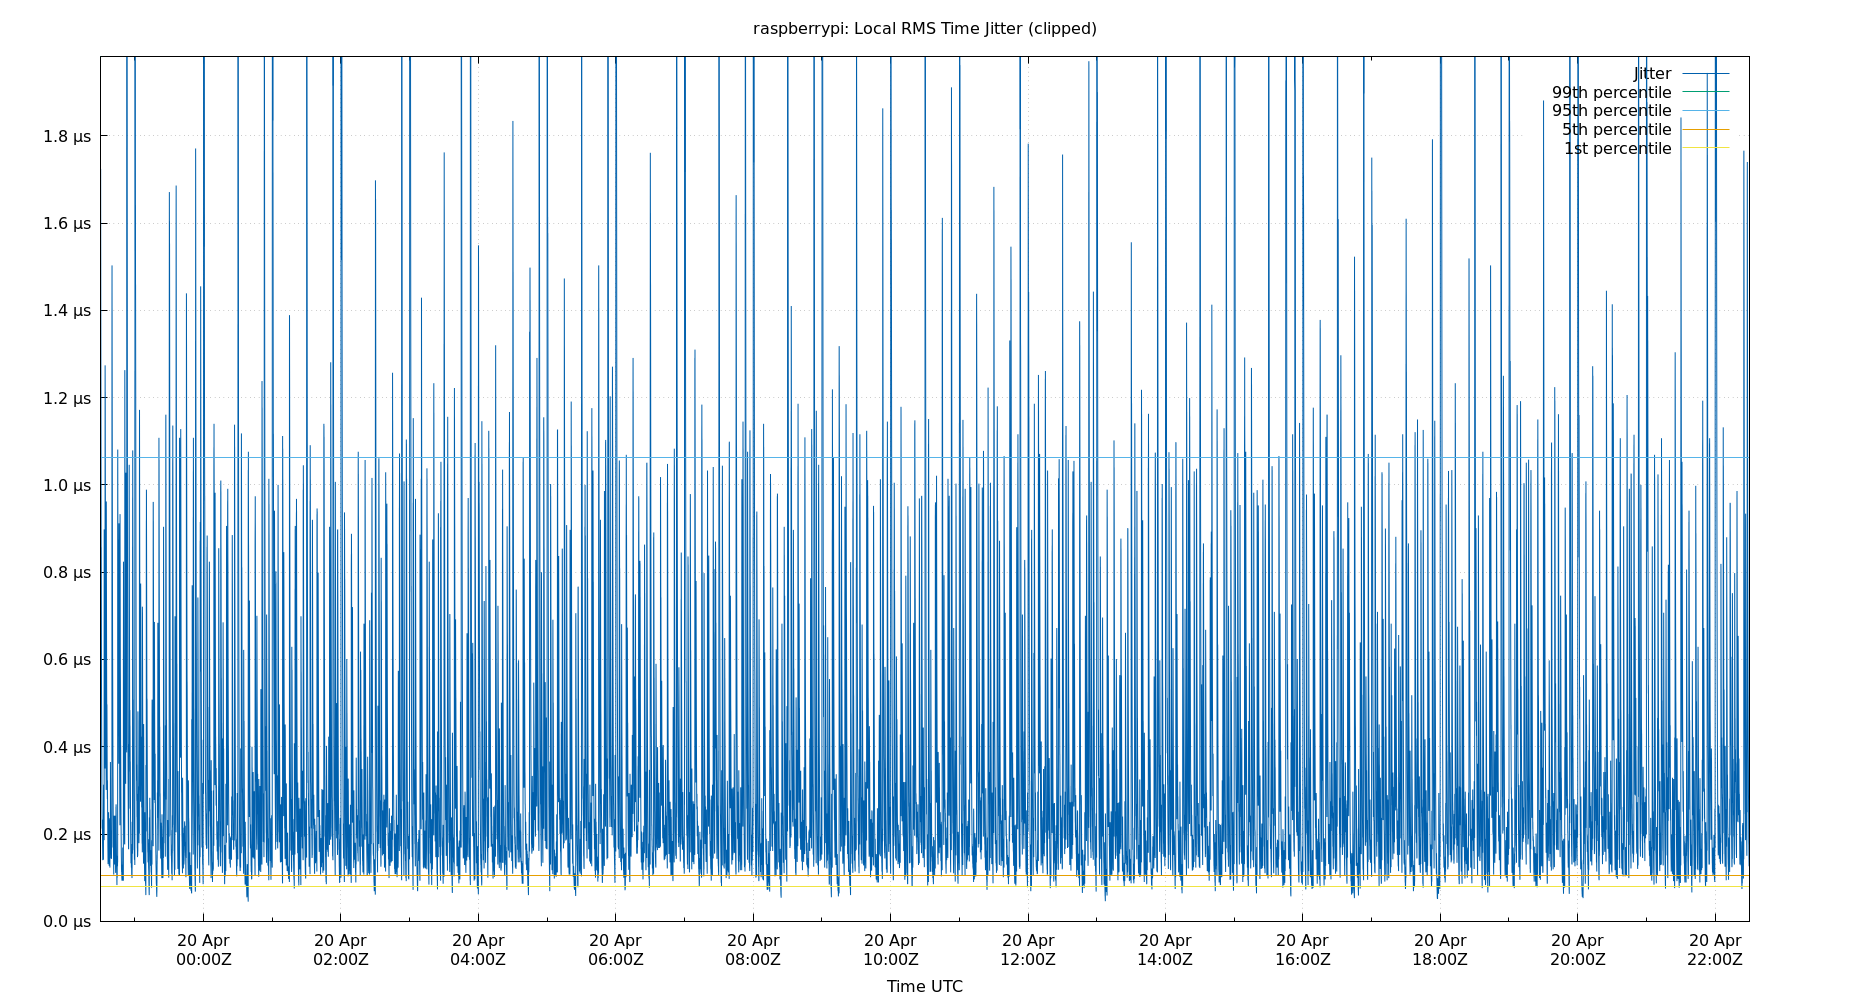 raspberrypi: Local RMS Time Jitter (clipped)
Jitter
99th percentile
95th percentile
5th percentile
1st percentile
1.8 µs
1.6 µs
1.4 µs
1.2 µs
1.0 µs
0.8 µs
0.6 µs
0.4 µs
0.2 µs
0.0 µs
20 Apr 20 Apr 20 Apr 20 Apr 20 Apr 20 Apr 20 Apr 20 Apr 20 Apr 20 Apr 20 Apr 20 Apr
00:00Z 02:00Z 04:00Z 06:00Z 08:00Z 10:00Z 12:00Z 14:00Z 16:00Z 18:00Z 20:00Z 22:00Z
Time UTC